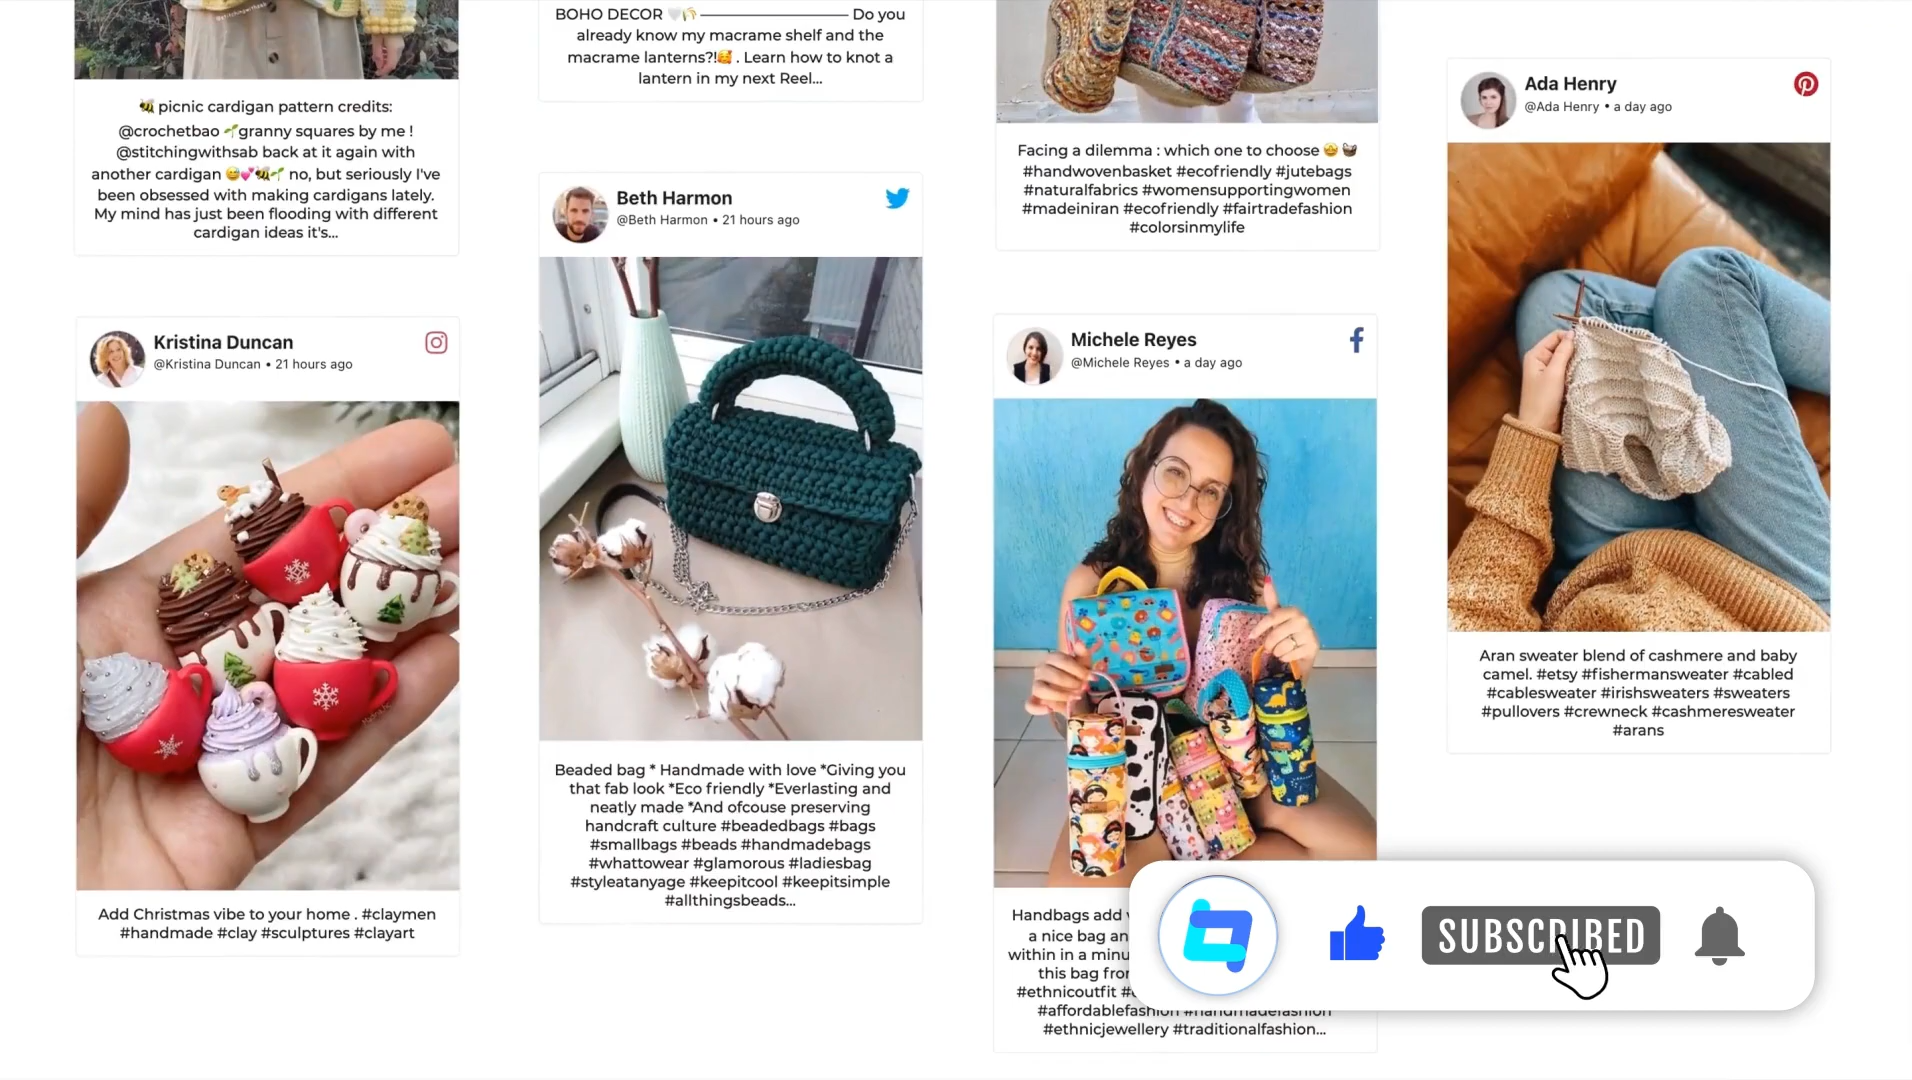 @stitchingwithsab
🐝 picnic cardigan pattern credits:
@crochetbao 🌱granny squares by me !
@stitchingwithsab back at it again with
another cardigan 😅💕🐝🌱 no, but seriously I've
been obsessed with making cardigans lately.
My mind has just been flooding with different
cardigan ideas it's...
Kristina Duncan
@Kristina Duncan • 21 hours ago
Add Christmas vibe to your home . #claymen
#handmade #clay #sculptures #clayart
BOHO DECOR 🤍🌾 ——————————— Do you
already know my macrame shelf and the
macrame lanterns?!🥰 . Learn how to knot a
lantern in my next Reel...
Beth Harmon
@Beth Harmon • 21 hours ago
Beaded bag * Handmade with love *Giving you
that fab look *Eco friendly *Everlasting and
neatly made *And ofcouse preserving
handcraft culture #beadedbags #bags
#smallbags #beads #handmadebags
#whattowear #glamorous #ladiesbag
#styleatanyage #keepitcool #keepitsimple
#allthingsbeads...
Facing a dilemma : which one to choose 🤩 🧺
#handwovenbasket #ecofriendly #jutebags
#naturalfabrics #womensupportingwomen
#madeiniran #ecofriendly #fairtradefashion
#colorsinmylife
Michele Reyes
@Michele Reyes • a day ago
Handbags add
a nice bag an
within in a minu
this bag fror
#ethnicoutfit #
#affordablefashion #handmadefashion
#ethnicjewellery #traditionalfashion...
Ada Henry
@Ada Henry • a day ago
Aran sweater blend of cashmere and baby
camel. #etsy #fishermansweater #cabled
#cablesweater #irishsweaters #sweaters
#pullovers #crewneck #cashmeresweater
#arans
SUBSCRIBED